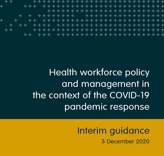 Health workforce policy
and management in
the context of the COVID-19
pandemic response
Interim guidance
3 December 2020